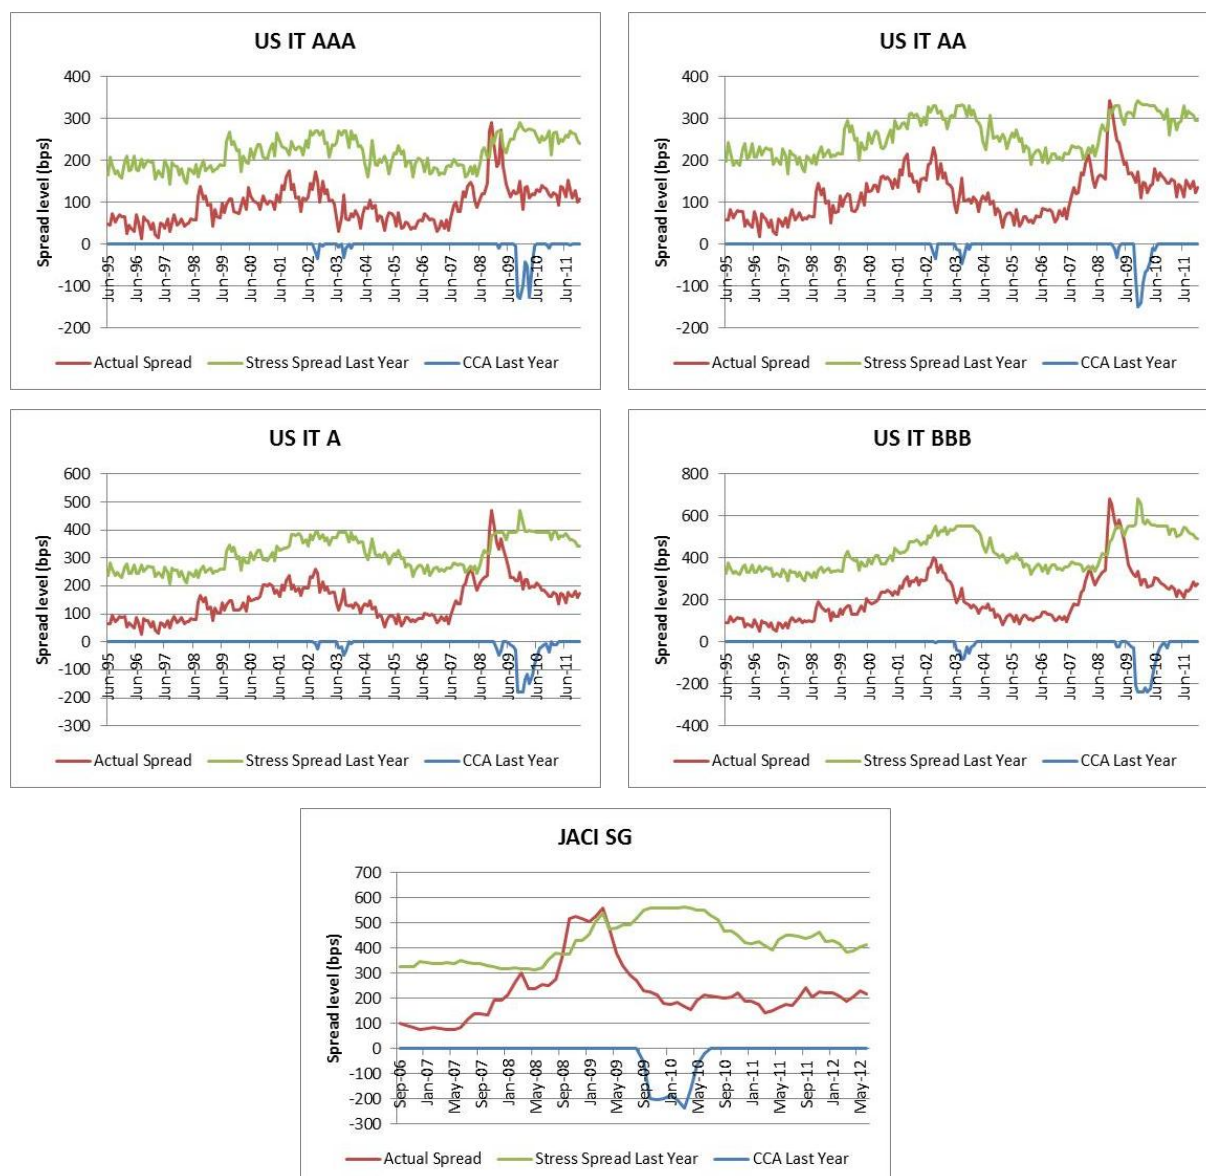 US IT AAA
Spread level (bps)
400
300
200
100
0
-100
-200
Jun-95
Jun-96
Jun-97
Jun-98
Jun-99
Jun-00
Jun-01
Jun-02
Jun-03
Jun-04
Jun-05
Jun-06
Jun-07
Jun-08
Jun-09
Jun-10
Jun-11
Actual Spread Stress Spread Last Year CCA Last Year
US IT AA
Spread level (bps)
400
300
200
100
0
-100
-200
Jun-95
Jun-96
Jun-97
Jun-98
Jun-99
Jun-00
Jun-01
Jun-02
Jun-03
Jun-04
Jun-05
Jun-06
Jun-07
Jun-08
Jun-09
Jun-10
Jun-11
Actual Spread Stress Spread Last Year CCA Last Year
US IT A
Spread level (bps)
600
500
400
300
200
100
0
-100
-200
-300
Jun-95
Jun-96
Jun-97
Jun-98
Jun-99
Jun-00
Jun-01
Jun-02
Jun-03
Jun-04
Jun-05
Jun-06
Jun-07
Jun-08
Jun-09
Jun-10
Jun-11
Actual Spread Stress Spread Last Year CCA Last Year
US IT BBB
Spread level (bps)
800
600
400
200
0
-200
-400
Jun-95
Jun-96
Jun-97
Jun-98
Jun-99
Jun-00
Jun-01
Jun-02
Jun-03
Jun-04
Jun-05
Jun-06
Jun-07
Jun-08
Jun-09
Jun-10
Jun-11
Actual Spread Stress Spread Last Year CCA Last Year
JACI SG
Spread level (bps)
700
600
500
400
300
200
100
0
-100
-200
-300
Sep-06
Jan-07
May-07
Sep-07
Jan-08
May-08
Sep-08
Jan-09
May-09
Sep-09
Jan-10
May-10
Sep-10
Jan-11
May-11
Sep-11
Jan-12
May-12
Actual Spread Stress Spread Last Year CCA Last Year